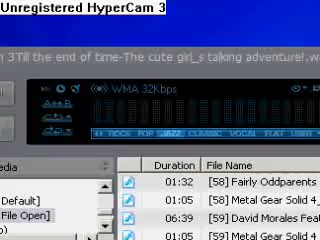 Unregistered HyperCam 3
3Till the end of time-The cute girl_s talking adventure!.w
WMA 32Kbps
A↔B
ROCK POP JAZZ CLASSIC VOCAL FLAT USER
edia
Duration File Name
Default] 01:32 [58] Fairly Oddparents
File Open] 01:05 [58] Metal Gear Solid 4_
06:39 [59] David Morales Feat
01:05 [59] Metal Gear Solid 4